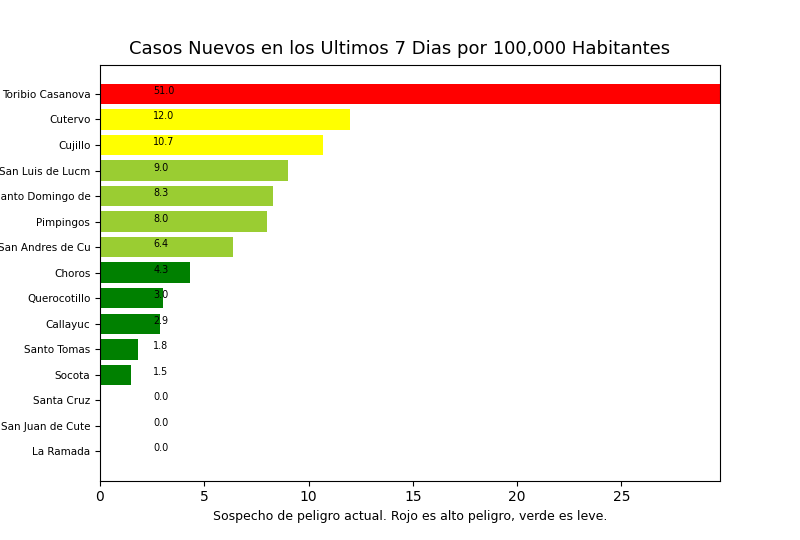 Casos Nuevos en los Ultimos 7 Dias por 100,000 Habitantes
Toribio Casanova 51.0
Cutervo 12.0
Cujillo 10.7
San Luis de Lucm 9.0
anto Domingo de 8.3
Pimpingos 8.0
San Andres de Cu 6.4
Choros 4.3
Querocotillo 3.0
Callayuc 2.9
Santo Tomas 1.8
Socota 1.5
Santa Cruz 0.0
San Juan de Cute 0.0
La Ramada 0.0
0 5 10 15 20 25
Sospecho de peligro actual. Rojo es alto peligro, verde es leve.